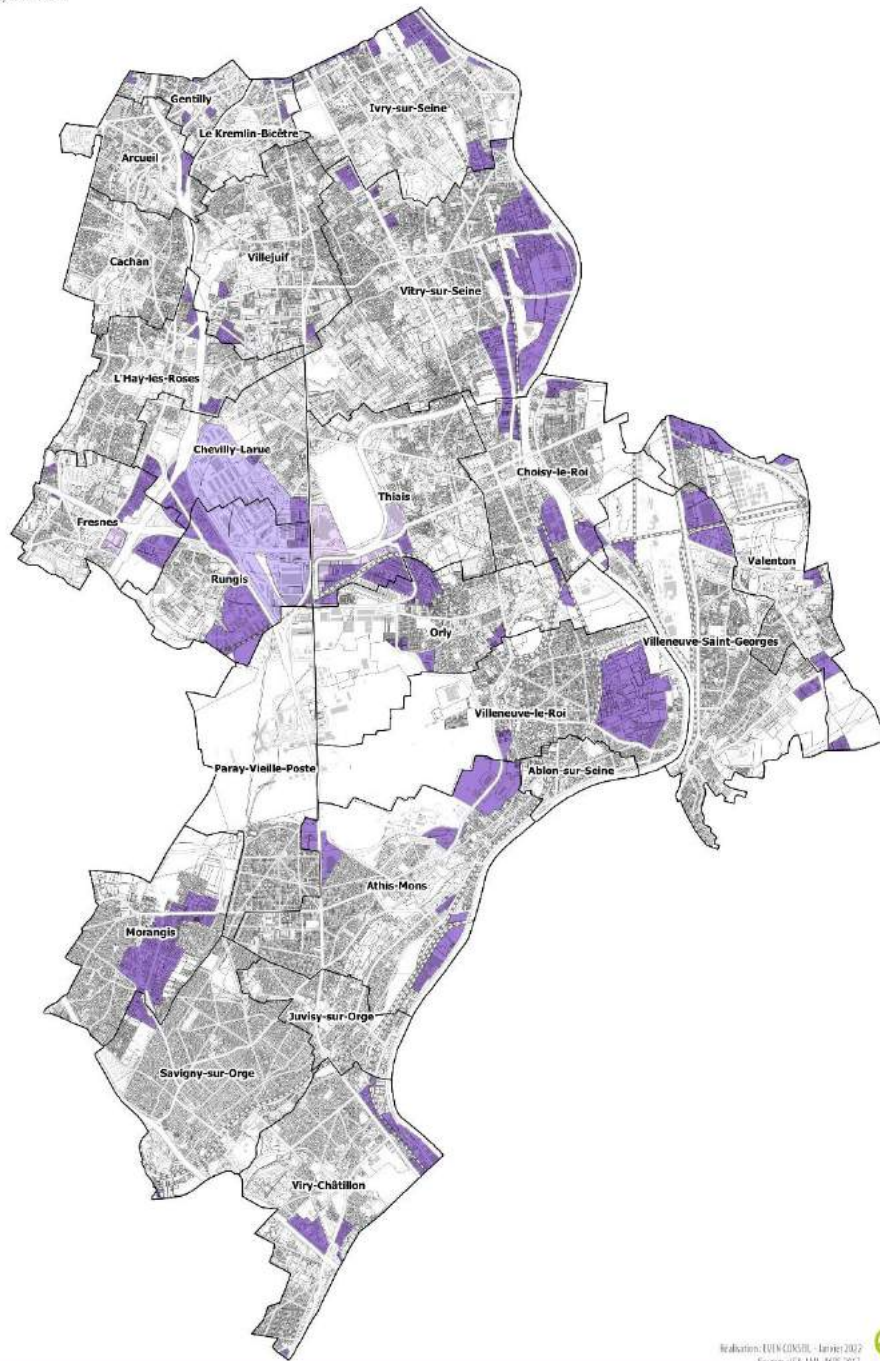 Gentilly
Ivry-sur-Seine
Le Kremlin-Bicêtre
Arcueil
Cachan
Villejuif
Vitry-sur-Seine
L'Hay-les-Roses
Chevilly-Larue
Choisy-le-Roi
Thiais
Fresnes
Valenton
Rungis
Orly
Villeneuve-Saint-Georges
Villeneuve-le-Roi
Paray-Vieille-Poste
Ablon-sur-Seine
Athis-Mons
Morangis
Juvisy-sur-Orge
Savigny-sur-Orge
Viry-Châtillon
Réalisation: EVEN CONSEIL - Janvier 2022